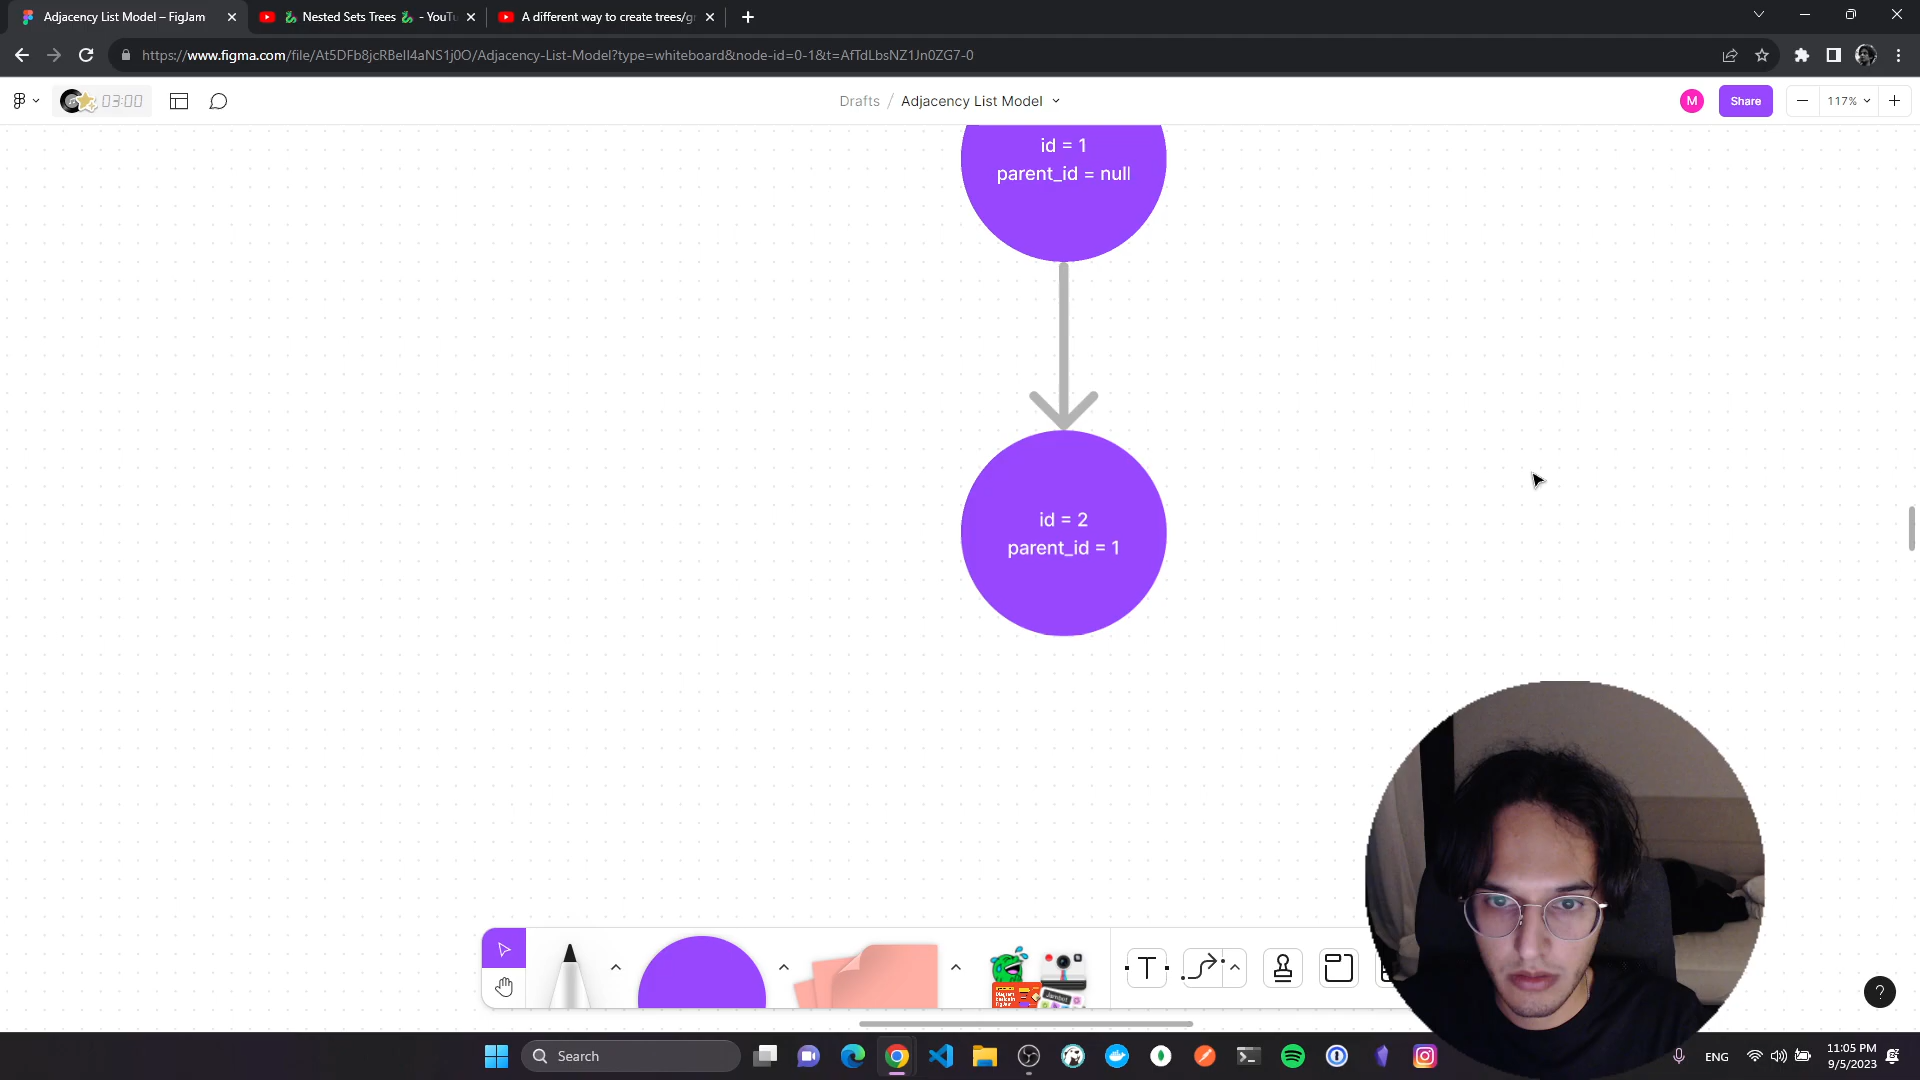 Adjacency List Model – FigJam
Nested Sets Trees - YouTu
A different way to create trees/gr
https://www.figma.com/file/At5DFb8jcRBeIl4aNS1j0O/Adjacency-List-Model?type=whiteboard&node-id=0-1&t=AfTdLbsNZ1Jn0ZG7-0
03:00
Drafts / Adjacency List Model
M
Share
117%
id = 1
parent_id = null
id = 2
parent_id = 1
T
?
Search
ENG
11:05 PM
9/5/2023